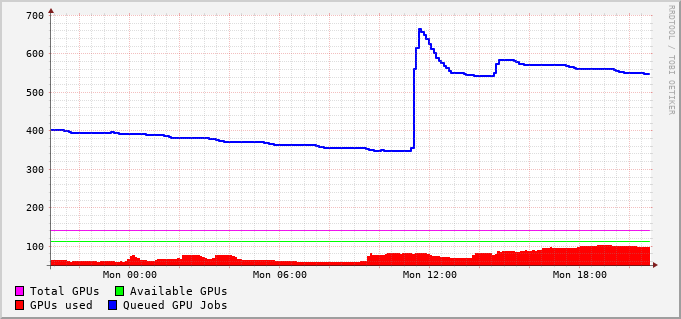 700
600
500
400
300
200
100
Mon 00:00 Mon 06:00 Mon 12:00 Mon 18:00
Total GPUs Available GPUs
GPUs used Queued GPU Jobs
RRDTOOL / TOBI OETIKER